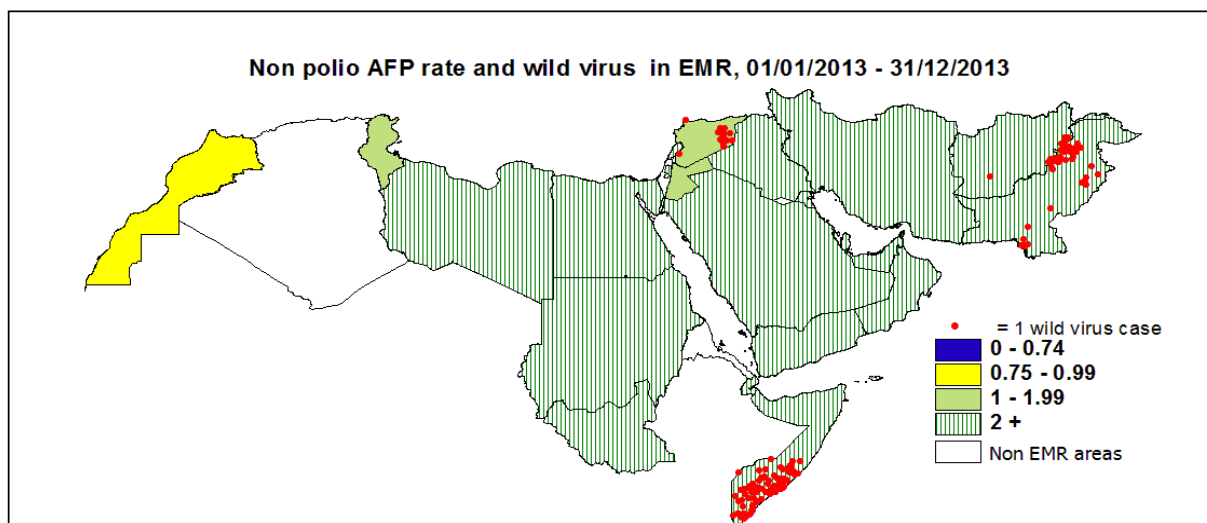 Non polio AFP rate and wild virus in EMR, 01/01/2013 - 31/12/2013
= 1 wild virus case
0 - 0.74
0.75 - 0.99
1 - 1.99
2 +
Non EMR areas